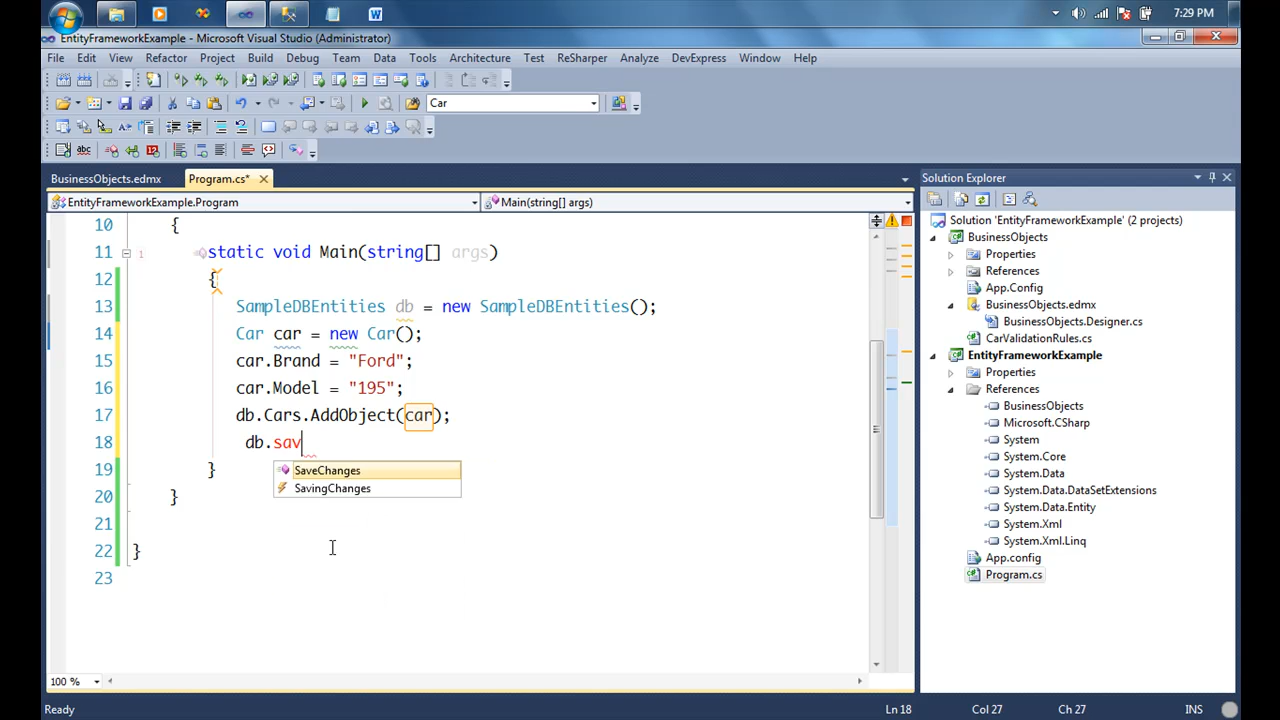 7:29 PM
EntityFrameworkExample - Microsoft Visual Studio (Administrator)
File Edit View Refactor Project Build Debug Team Data Tools Architecture Test ReSharper Analyze DevExpress Window Help
Car
BusinessObjects.edmx Program.cs*
EntityFrameworkExample.Program Main(string[] args)
10 {
11 static void Main(string[] args)
12 {
13 SampleDBEntities db = new SampleDBEntities();
14 Car car = new Car();
15 car.Brand = "Ford";
16 car.Model = "195";
17 db.Cars.AddObject(car);
18 db.sav
SaveChanges
SavingChanges
19 }
20 }
21
22 }
23
100 %
Solution Explorer
Solution 'EntityFrameworkExample' (2 projects)
BusinessObjects
Properties
References
App.Config
BusinessObjects.edmx
BusinessObjects.Designer.cs
CarValidationRules.cs
EntityFrameworkExample
Properties
References
BusinessObjects
Microsoft.CSharp
System
System.Core
System.Data
System.Data.DataSetExtensions
System.Data.Entity
System.Xml
System.Xml.Linq
App.config
Program.cs
Ready Ln 18 Col 27 Ch 27 INS